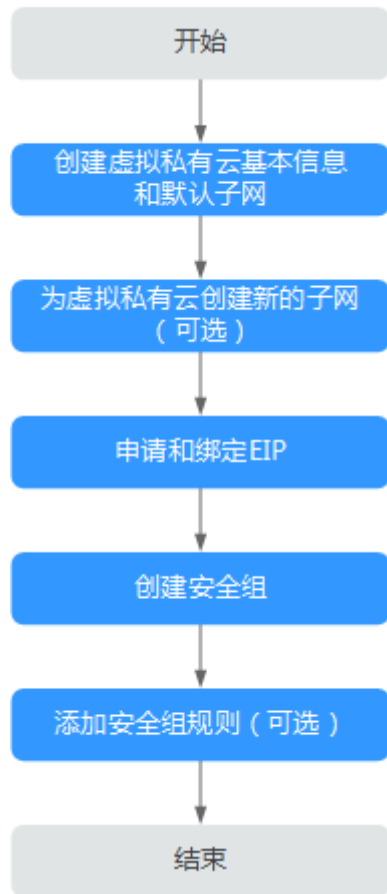 开始
创建虚拟私有云基本信息
和默认子网
为虚拟私有云创建新的子网
（可选）
申请和绑定EIP
创建安全组
添加安全组规则（可选）
结束